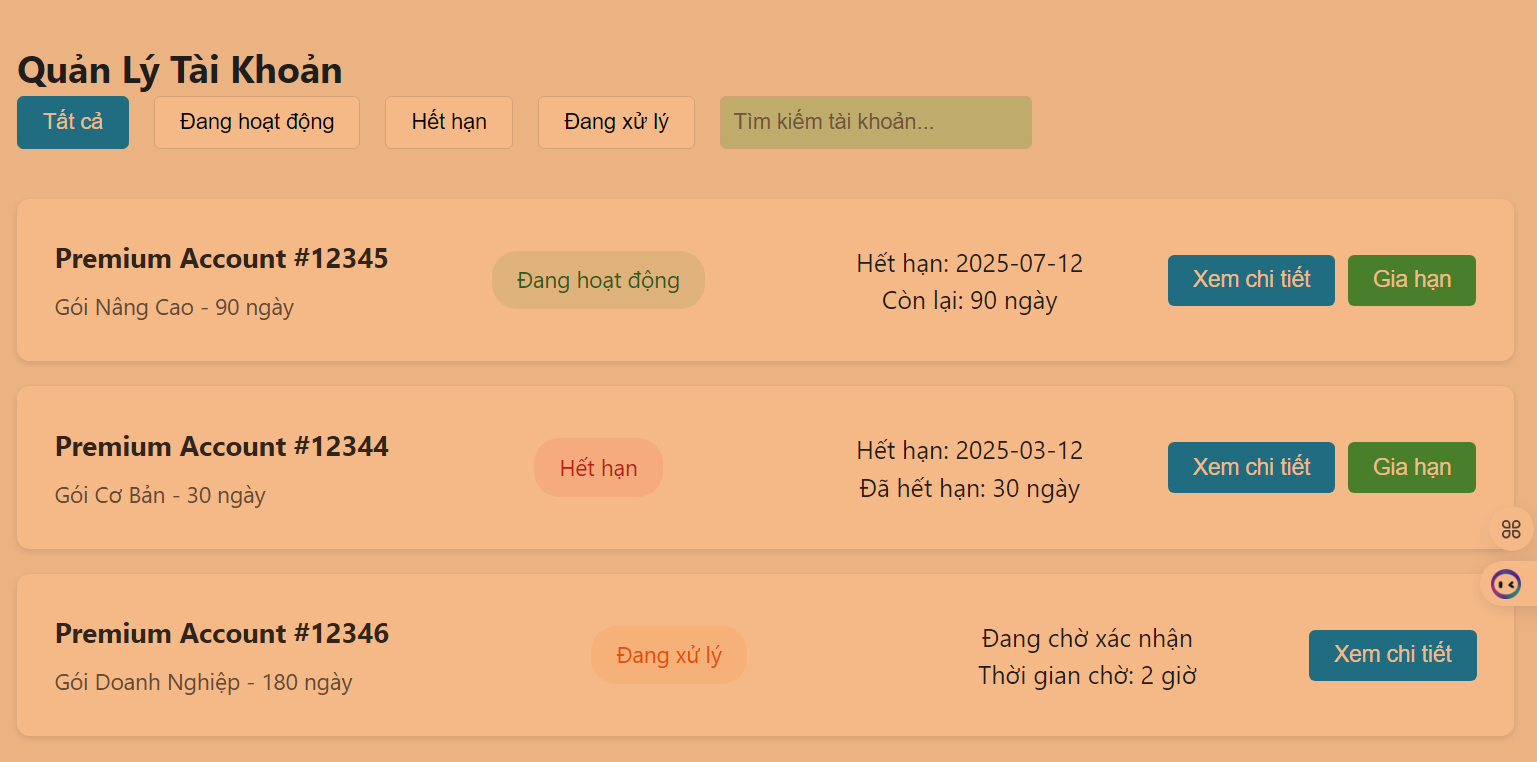 Quản Lý Tài Khoản
Tất cả
Đang hoạt động
Hết hạn
Đang xử lý
Tìm kiếm tài khoản...
Premium Account #12345
Gói Nâng Cao - 90 ngày
Đang hoạt động
Hết hạn: 2025-07-12
Còn lại: 90 ngày
Xem chi tiết
Gia hạn
Premium Account #12344
Gói Cơ Bản - 30 ngày
Hết hạn
Hết hạn: 2025-03-12
Đã hết hạn: 30 ngày
Xem chi tiết
Gia hạn
Premium Account #12346
Gói Doanh Nghiệp - 180 ngày
Đang xử lý
Đang chờ xác nhận
Thời gian chờ: 2 giờ
Xem chi tiết